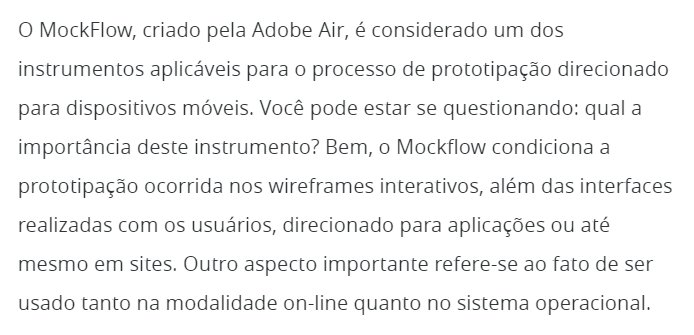 O MockFlow, criado pela Adobe Air, é considerado um dos
instrumentos aplicáveis para o processo de prototipação direcionado
para dispositivos móveis. Você pode estar se questionando: qual a
importância deste instrumento? Bem, o Mockflow condiciona a
prototipação ocorrida nos wireframes interativos, além das interfaces
realizadas com os usuários, direcionado para aplicações ou até
mesmo em sites. Outro aspecto importante refere-se ao fato de ser
usado tanto na modalidade on-line quanto no sistema operacional.